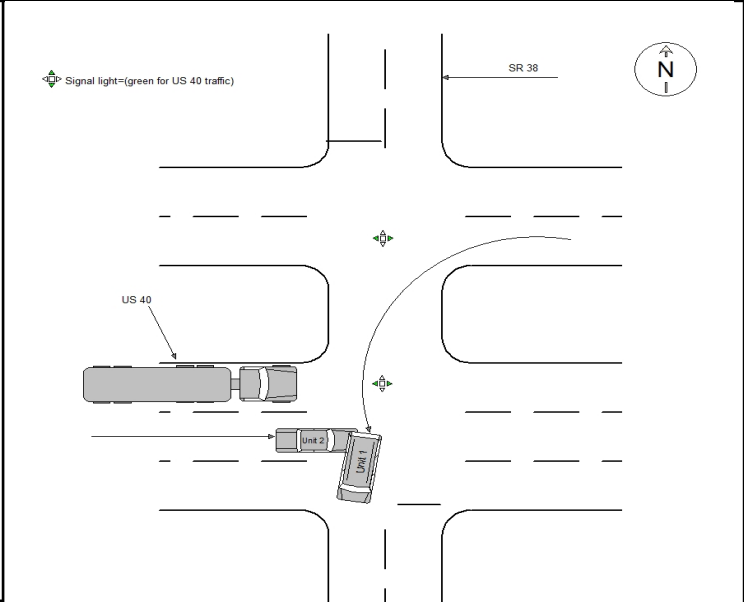 SR 38
N
Signal light=(green for US 40 traffic)
US 40
Unit 2
Unit 1